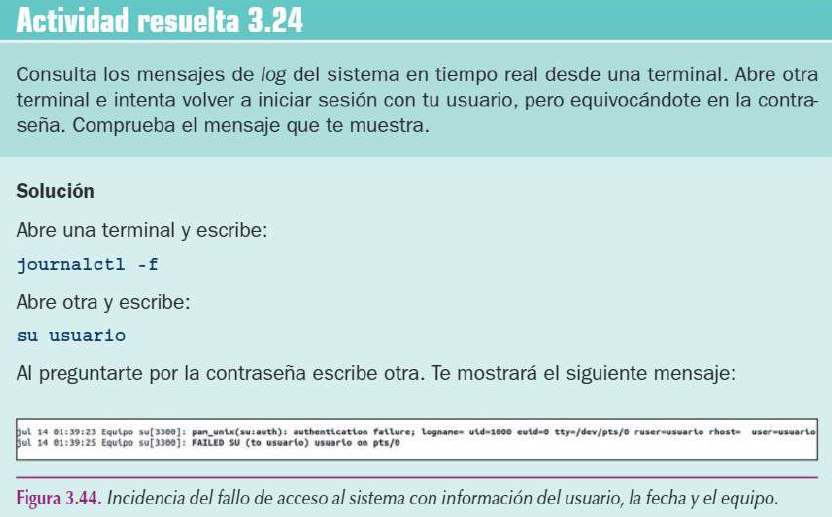 Actividad resuelta 3.24
Consulta los mensajes de log del sistema en tiempo real desde una terminal. Abre otra
terminal e intenta volver a iniciar sesión con tu usuario, pero equivocándote en la contra-
seña. Comprueba el mensaje que te muestra.
Solución
Abre una terminal y escribe:
journalctl -f
Abre otra y escribe:
su usuario
Al preguntarte por la contraseña escribe otra. Te mostrará el siguiente mensaje:
jul 14 01:39:23 Equipo su[3300]: pam_unix(su:auth): authentication failure; logname= uid=1000 euid=0 tty=/dev/pts/0 ruser=usuario rhost=  user=usuario
jul 14 01:39:25 Equipo su[3300]: FAILED SU (to usuario) usuario on pts/0
Figura 3.44. Incidencia del fallo de acceso al sistema con información del usuario, la fecha y el equipo.